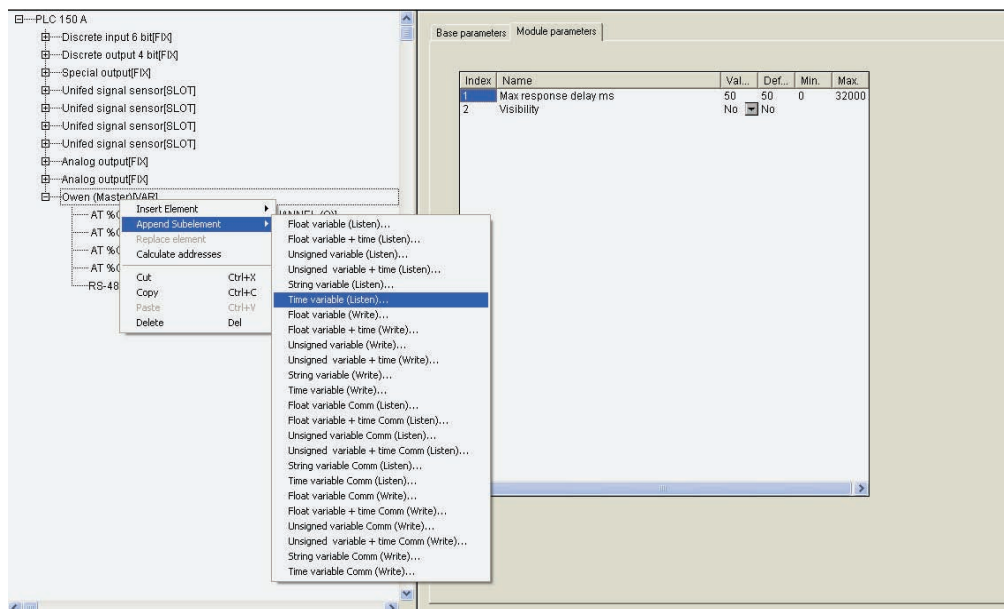 PLC 150 A
Discrete input 6 bit[FIX]
Discrete output 4 bit[FIX]
Special output[FIX]
Unifed signal sensor[SLOT]
Unifed signal sensor[SLOT]
Unifed signal sensor[SLOT]
Unifed signal sensor[SLOT]
Analog output[FIX]
Analog output[FIX]
Owen (Master)[VAR]
AT %
AT %
AT %
AT %
RS-48
Insert Element
Append Subelement
Replace element
Calculate addresses
Cut Ctrl+X
Copy Ctrl+C
Paste Ctrl+V
Delete Del
Float variable (Listen)...
Float variable + time (Listen)...
Unsigned variable (Listen)...
Unsigned variable + time (Listen)...
String variable (Listen)...
Time variable (Listen)...
Float variable (Write)...
Float variable + time (Write)...
Unsigned variable (Write)...
Unsigned variable + time (Write)...
String variable (Write)...
Time variable (Write)...
Float variable Comm (Listen)...
Float variable + time Comm (Listen)...
Unsigned variable Comm (Listen)...
Unsigned variable + time Comm (Listen)...
String variable Comm (Listen)...
Time variable Comm (Listen)...
Float variable Comm (Write)...
Float variable + time Comm (Write)...
Unsigned variable Comm (Write)...
Unsigned variable + time Comm (Write)...
String variable Comm (Write)...
Time variable Comm (Write)...
Base parameters Module parameters
Index Name Val... Def... Min. Max.
1 Max response delay ms 50 50 0 32000
2 Visibility No No